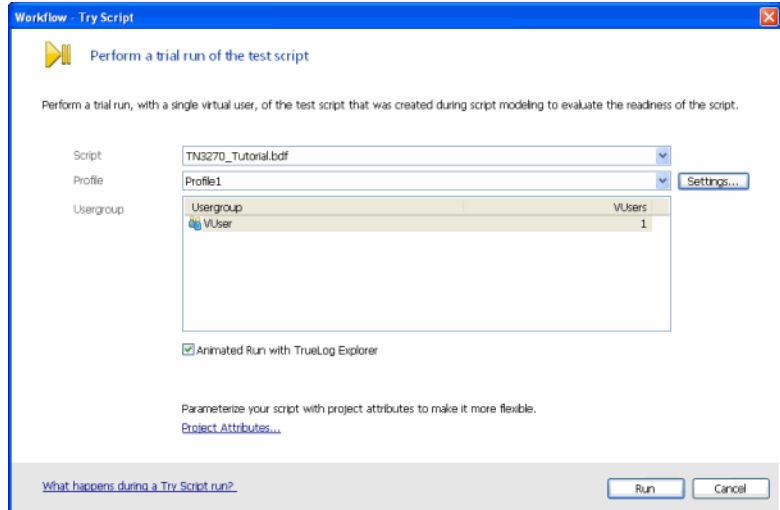 Workflow - Try Script
Perform a trial run of the test script
Perform a trial run, with a single virtual user, of the test script that was created during script modeling to evaluate the readiness of the script.
Script TN3270_Tutorial.bdf
Profile Profile1 Settings...
Usergroup Usergroup VUsers
VUser 1
Animated Run with TrueLog Explorer
Parameterize your script with project attributes to make it more flexible.
Project Attributes...
What happens during a Try Script run? Run Cancel